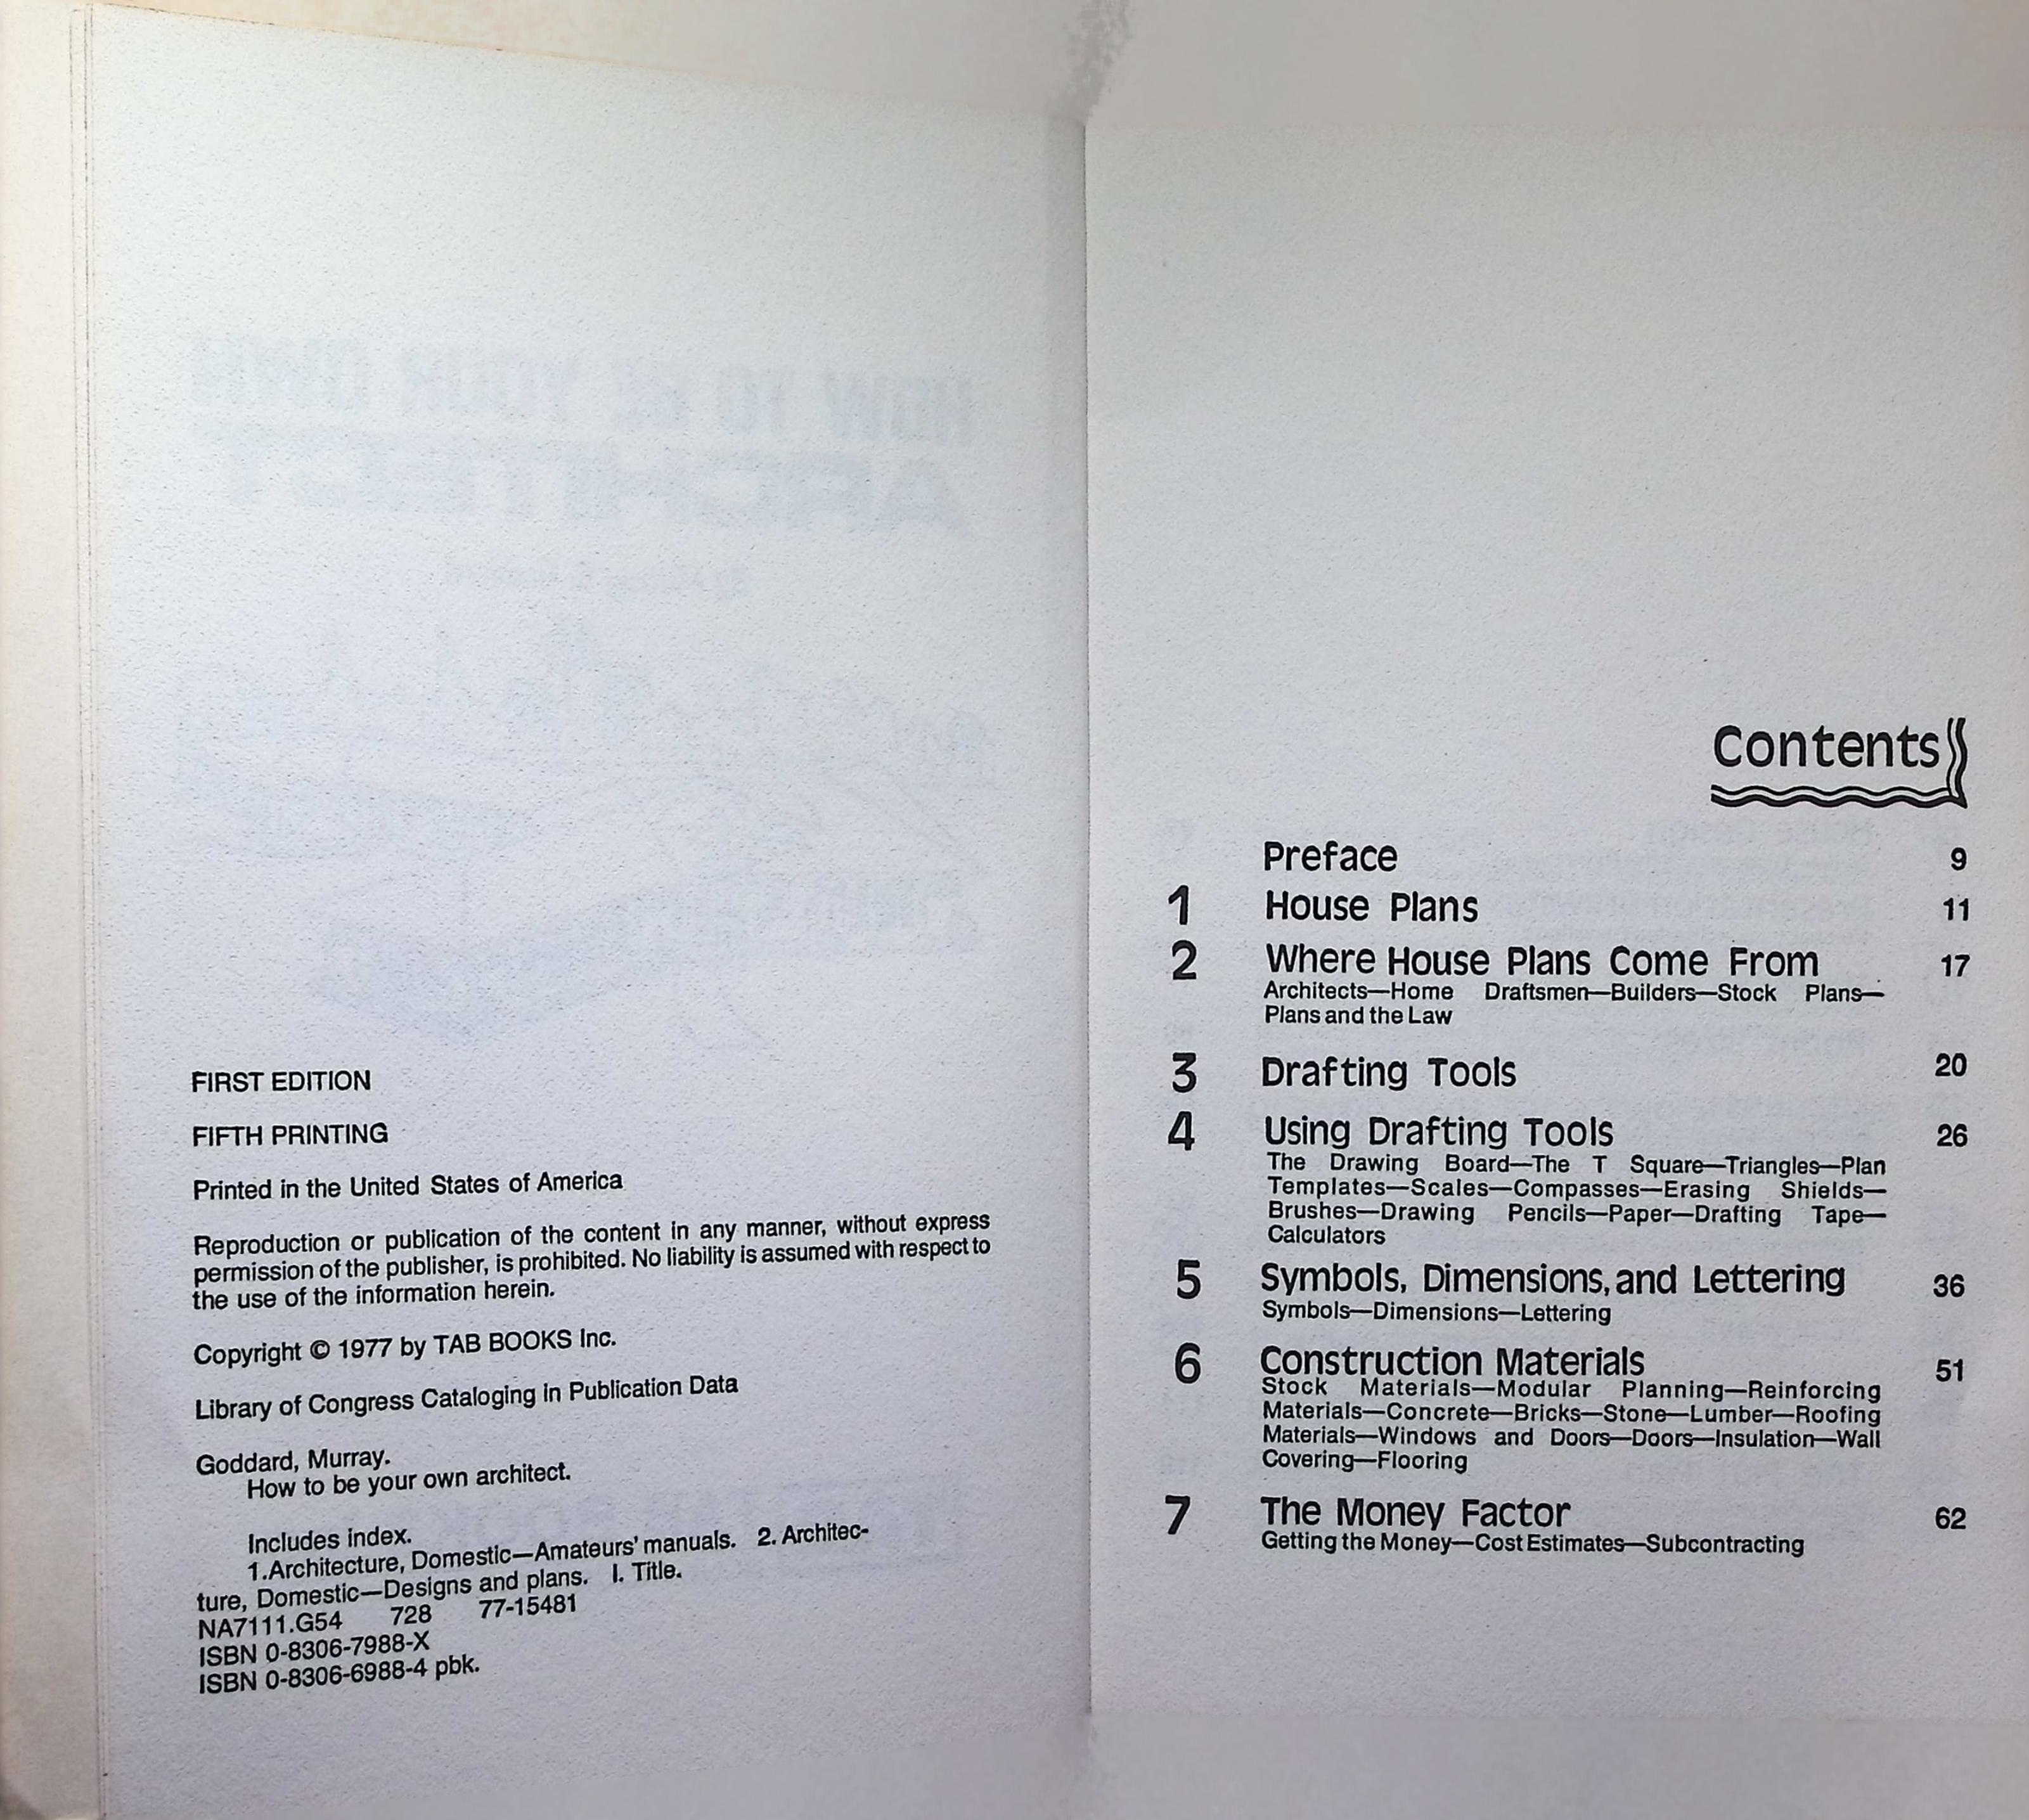 FIRST EDITION
FIFTH PRINTING
Printed in the United States of America
Reproduction or publication of the content in any manner, without express
permission of the publisher, is prohibited. No liability is assumed with respect to
the use of the information herein.
Copyright © 1977 by TAB BOOKS Inc.
Library of Congress Cataloging in Publication Data
Goddard, Murray.
How to be your own architect.
Includes index.
1.Architecture, Domestic—Amateurs' manuals. 2. Architec-
ture, Domestic—Designs and plans. I. Title.
NA7111.G54 728 77-15481
ISBN 0-8306-7988-X
ISBN 0-8306-6988-4 pbk.
Contents
Preface 9
1 House Plans 11
2 Where House Plans Come From 17
Architects—Home Draftsmen—Builders—Stock Plans—
Plans and the Law
3 Drafting Tools 20
4 Using Drafting Tools 26
The Drawing Board—The T Square—Triangles—Plan
Templates—Scales—Compasses—Erasing Shields—
Brushes—Drawing Pencils—Paper—Drafting Tape—
Calculators
5 Symbols, Dimensions, and Lettering 36
Symbols—Dimensions—Lettering
6 Construction Materials 51
Stock Materials—Modular Planning—Reinforcing
Materials—Concrete—Bricks—Stone—Lumber—Roofing
Materials—Windows and Doors—Doors—Insulation—Wall
Covering—Flooring
7 The Money Factor 62
Getting the Money—Cost Estimates—Subcontracting